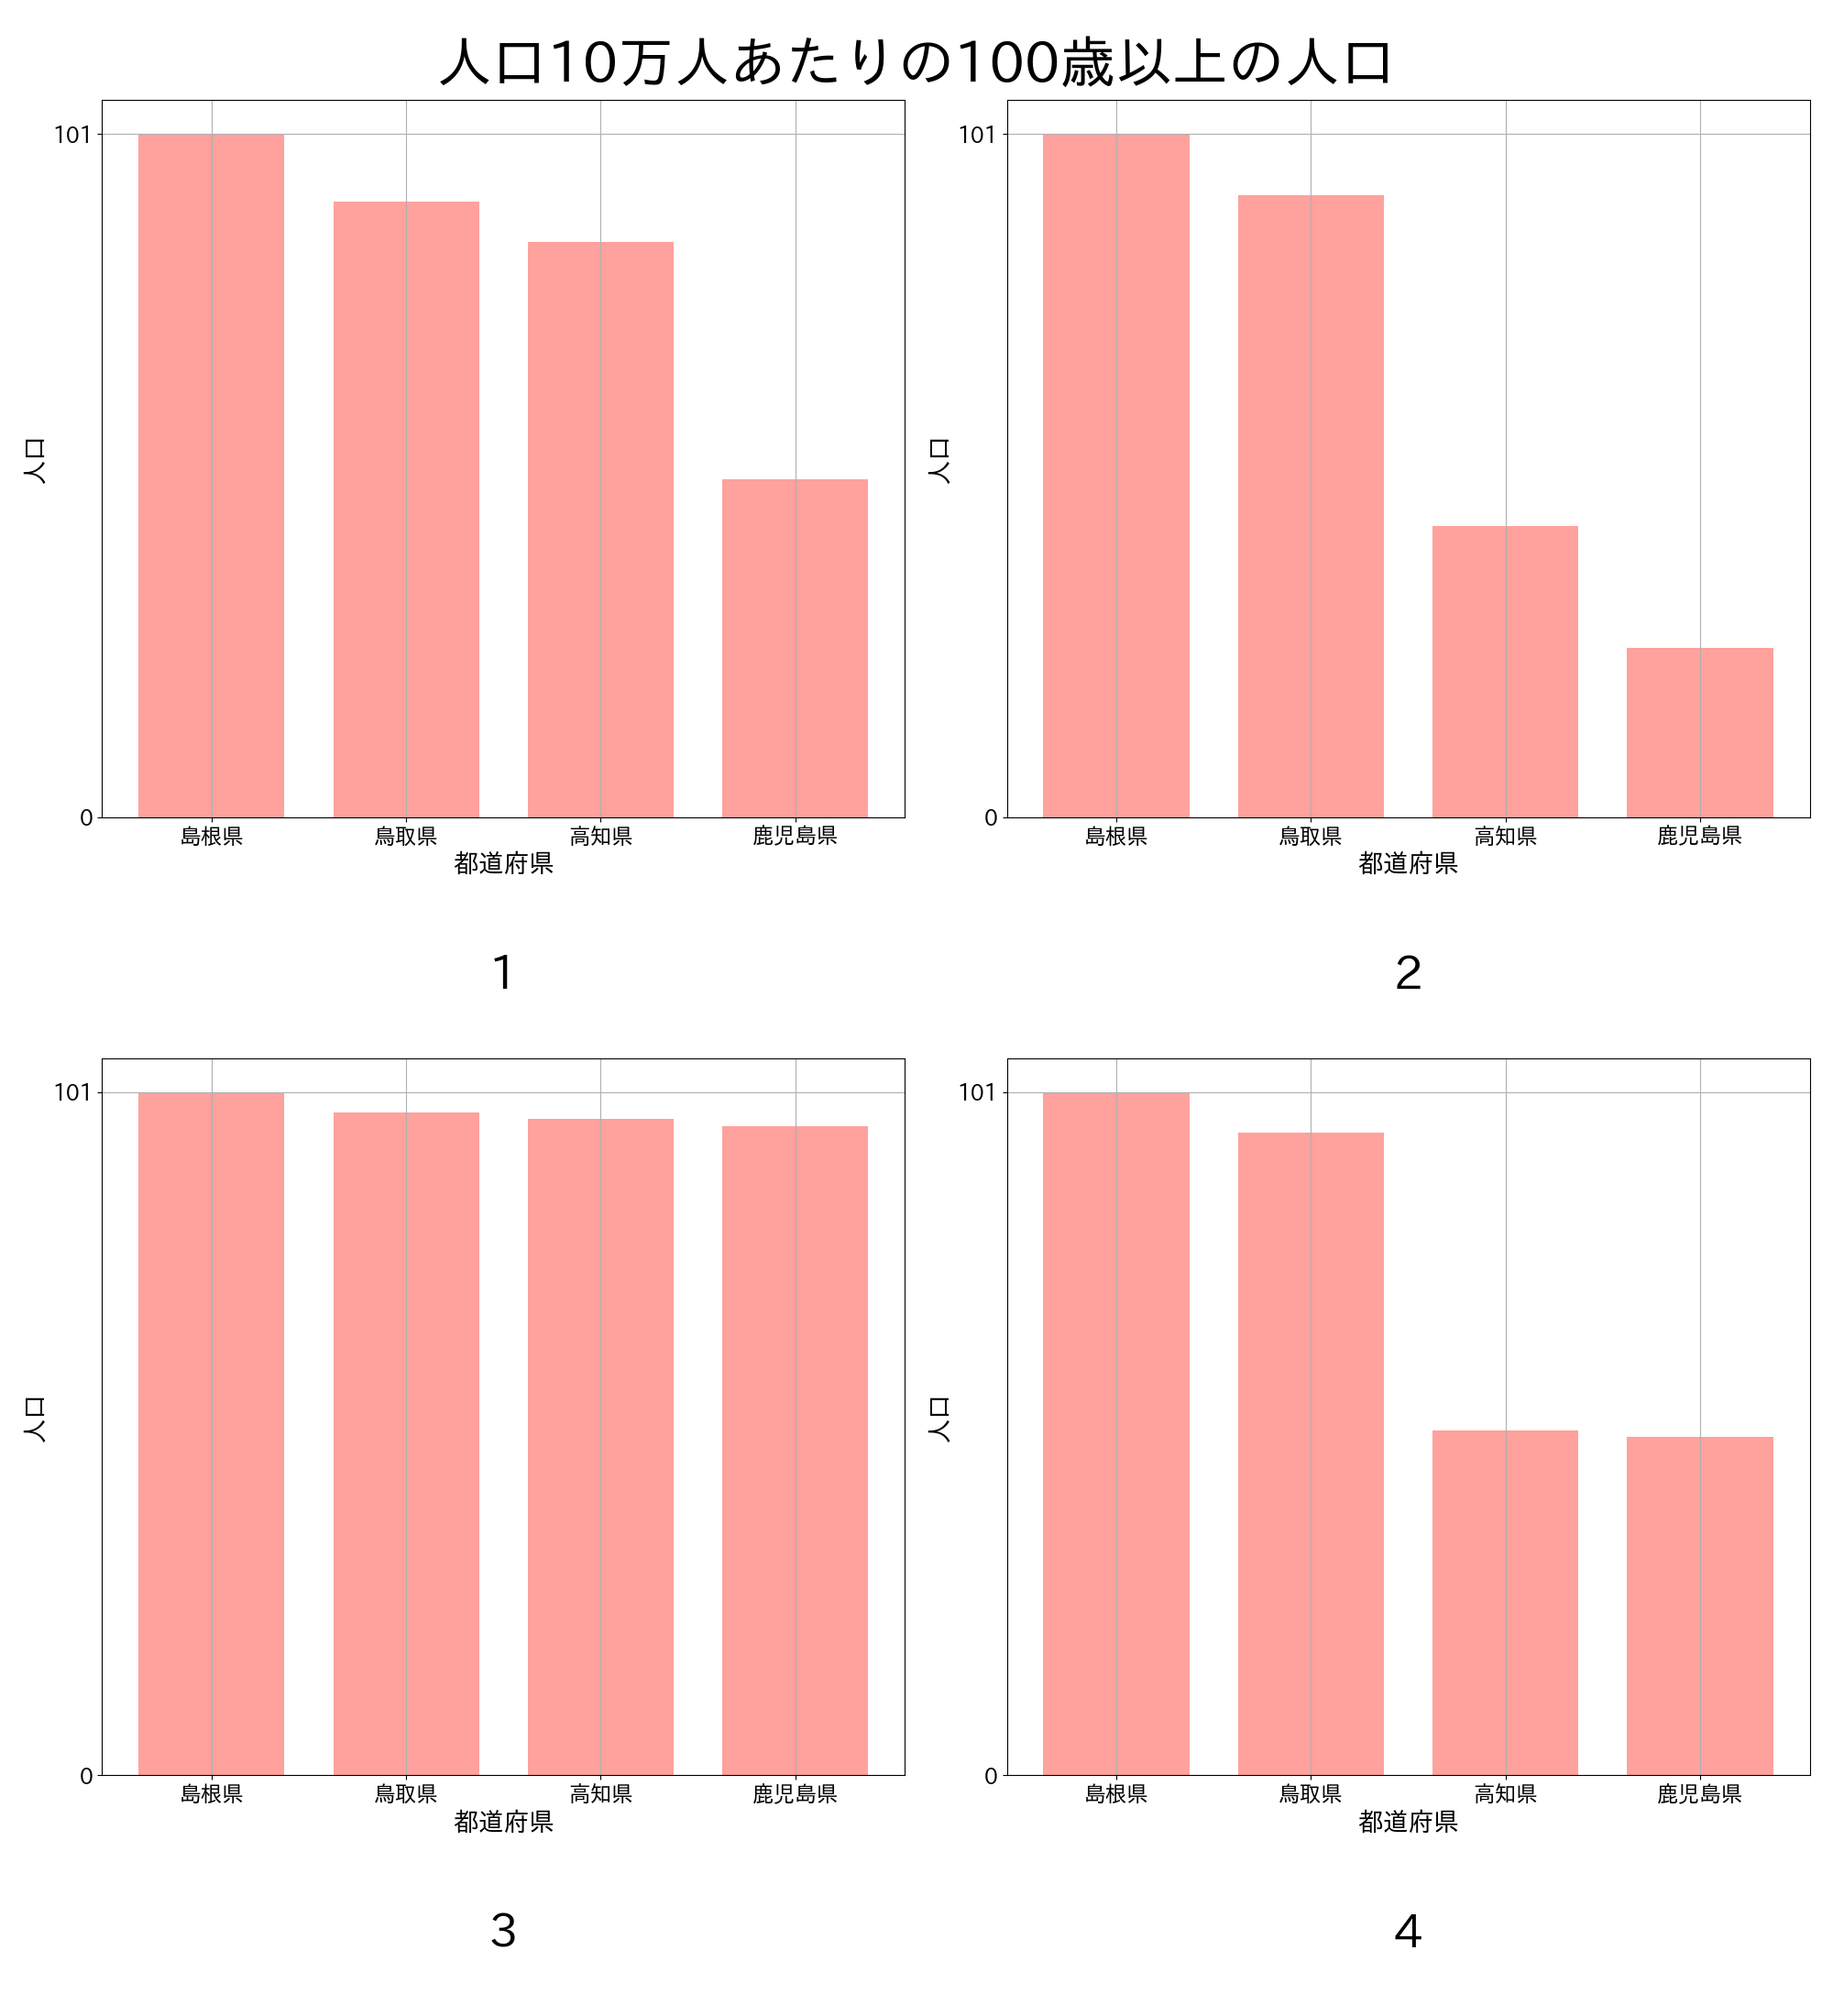 人口10万人あたりの100歳以上の人口
101
0
人口
島根県 鳥取県 高知県 鹿児島県
都道府県
1
101
0
人口
島根県 鳥取県 高知県 鹿児島県
都道府県
2
101
0
人口
島根県 鳥取県 高知県 鹿児島県
都道府県
3
101
0
人口
島根県 鳥取県 高知県 鹿児島県
都道府県
4